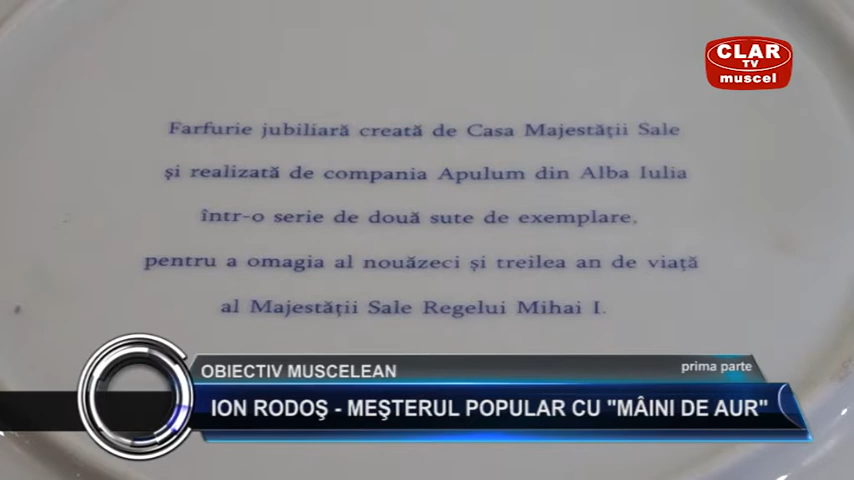 CLAR
TV
muscel
Farfurie jubiliară creată de Casa Majestății Sale
și realizată de compania Apulum din Alba Iulia
într-o serie de două sute de exemplare,
pentru a omagia al nouăzeci și treilea an de viață
al Majestății Sale Regelui Mihai I.
OBIECTIV MUSCELEAN
prima parte
ION RODOŞ - MEŞTERUL POPULAR CU "MÂINI DE AUR"